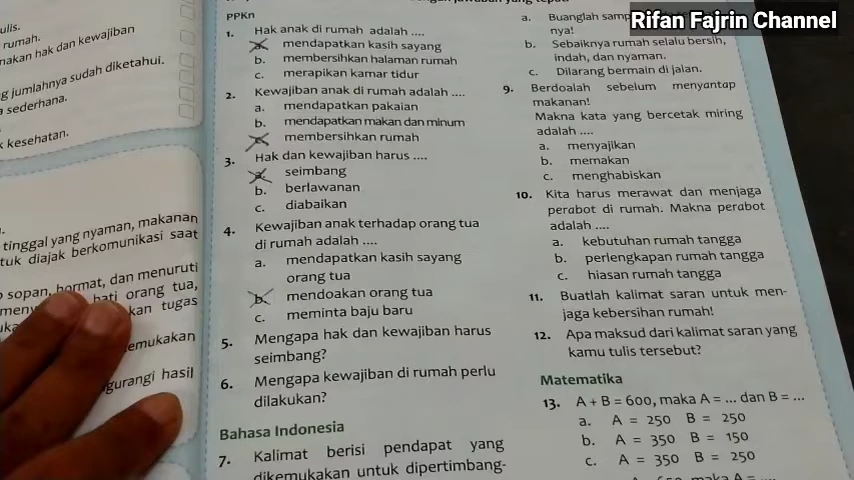 Rifan Fajrin Channel
ulis.
rumah.
nakan hak dan kewajiban
g jumlahnya sudah diketahui.
a sederhana.
kesehatan.
tinggal yang nyaman, makanan
tuk diajak berkomunikasi saat
sopan, hormat, dan menuruti
hati orang tua,
kan tugas
emukakan
gurangi hasil
PPKn
1. Hak anak di rumah adalah ....
a. mendapatkan kasih sayang
b. membersihkan halaman rumah
c. merapikan kamar tidur
2. Kewajiban anak di rumah adalah ....
a. mendapatkan pakaian
b. mendapatkan makan dan minum
c. membersihkan rumah
3. Hak dan kewajiban harus ....
a. seimbang
b. berlawanan
c. diabaikan
4. Kewajiban anak terhadap orang tua
di rumah adalah ....
a. mendapatkan kasih sayang
orang tua
b. mendoakan orang tua
c. meminta baju baru
5. Mengapa hak dan kewajiban harus
seimbang?
6. Mengapa kewajiban di rumah perlu
dilakukan?
Bahasa Indonesia
7. Kalimat berisi pendapat yang
dikemukakan untuk dipertimbang-
a. Buanglah samp
nya!
b. Sebaiknya rumah selalu bersih,
indah, dan nyaman.
c. Dilarang bermain di jalan.
9. Berdoalah sebelum menyantap
makanan!
Makna kata yang bercetak miring
adalah ....
a. menyajikan
b. memakan
c. menghabiskan
10. Kita harus merawat dan menjaga
perabot di rumah. Makna perabot
adalah ....
a. kebutuhan rumah tangga
b. perlengkapan rumah tangga
c. hiasan rumah tangga
11. Buatlah kalimat saran untuk men-
jaga kebersihan rumah!
12. Apa maksud dari kalimat saran yang
kamu tulis tersebut?
Matematika
13. A + B = 600, maka A = ... dan B = ...
a. A = 250 B = 250
b. A = 350 B = 150
c. A = 350 B = 250